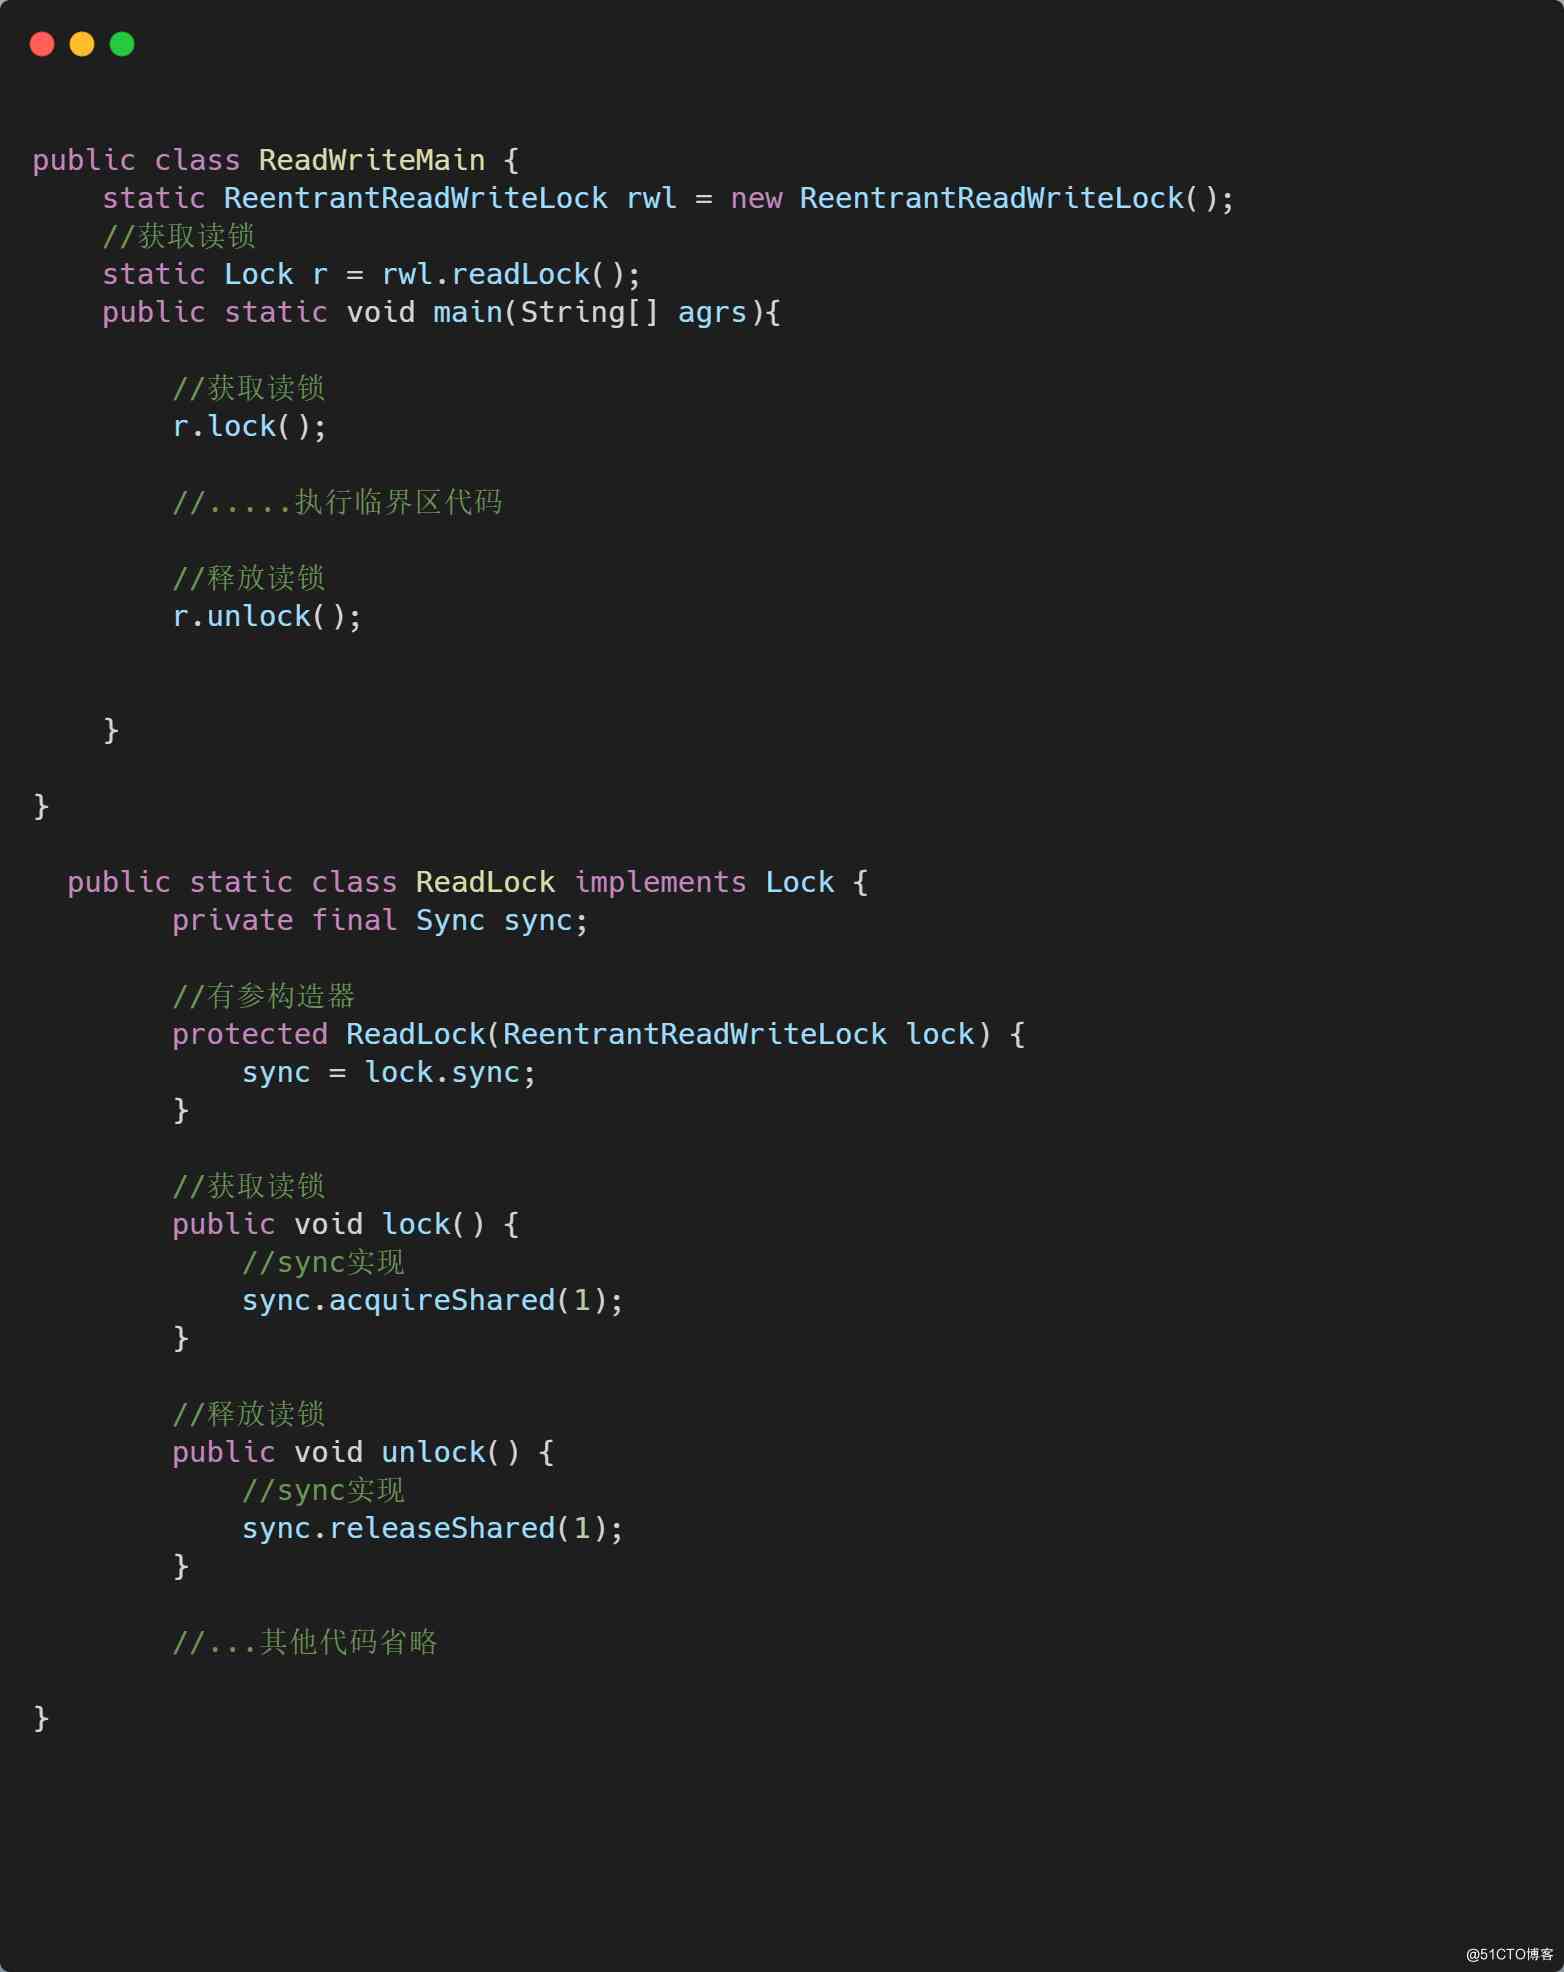 public class ReadWriteMain {
    static ReentrantReadWriteLock rwl = new ReentrantReadWriteLock();
    //获取读锁
    static Lock r = rwl.readLock();
    public static void main(String[] agrs){
        //获取读锁
        r.lock();
        //.....执行临界区代码
        //释放读锁
        r.unlock();
    }
}
  public static class ReadLock implements Lock {
        private final Sync sync;
        //有参构造器
        protected ReadLock(ReentrantReadWriteLock lock) {
            sync = lock.sync;
        }
        //获取读锁
        public void lock() {
            //sync实现
            sync.acquireShared(1);
        }
        //释放读锁
        public void unlock() {
            //sync实现
            sync.releaseShared(1);
        }
        //...其他代码省略
}
@51CTO博客